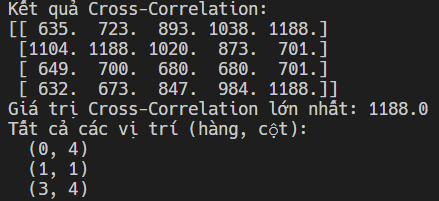 Kết quả Cross-Correlation:
[[ 635.  723.  893. 1038. 1188.]
 [1104. 1188. 1020.  873.  701.]
 [ 649.  700.  680.  680.  701.]
 [ 632.  673.  847.  984. 1188.]]
Giá trị Cross-Correlation lớn nhất: 1188.0
Tất cả các vị trí (hàng, cột):
  (0, 4)
  (1, 1)
  (3, 4)